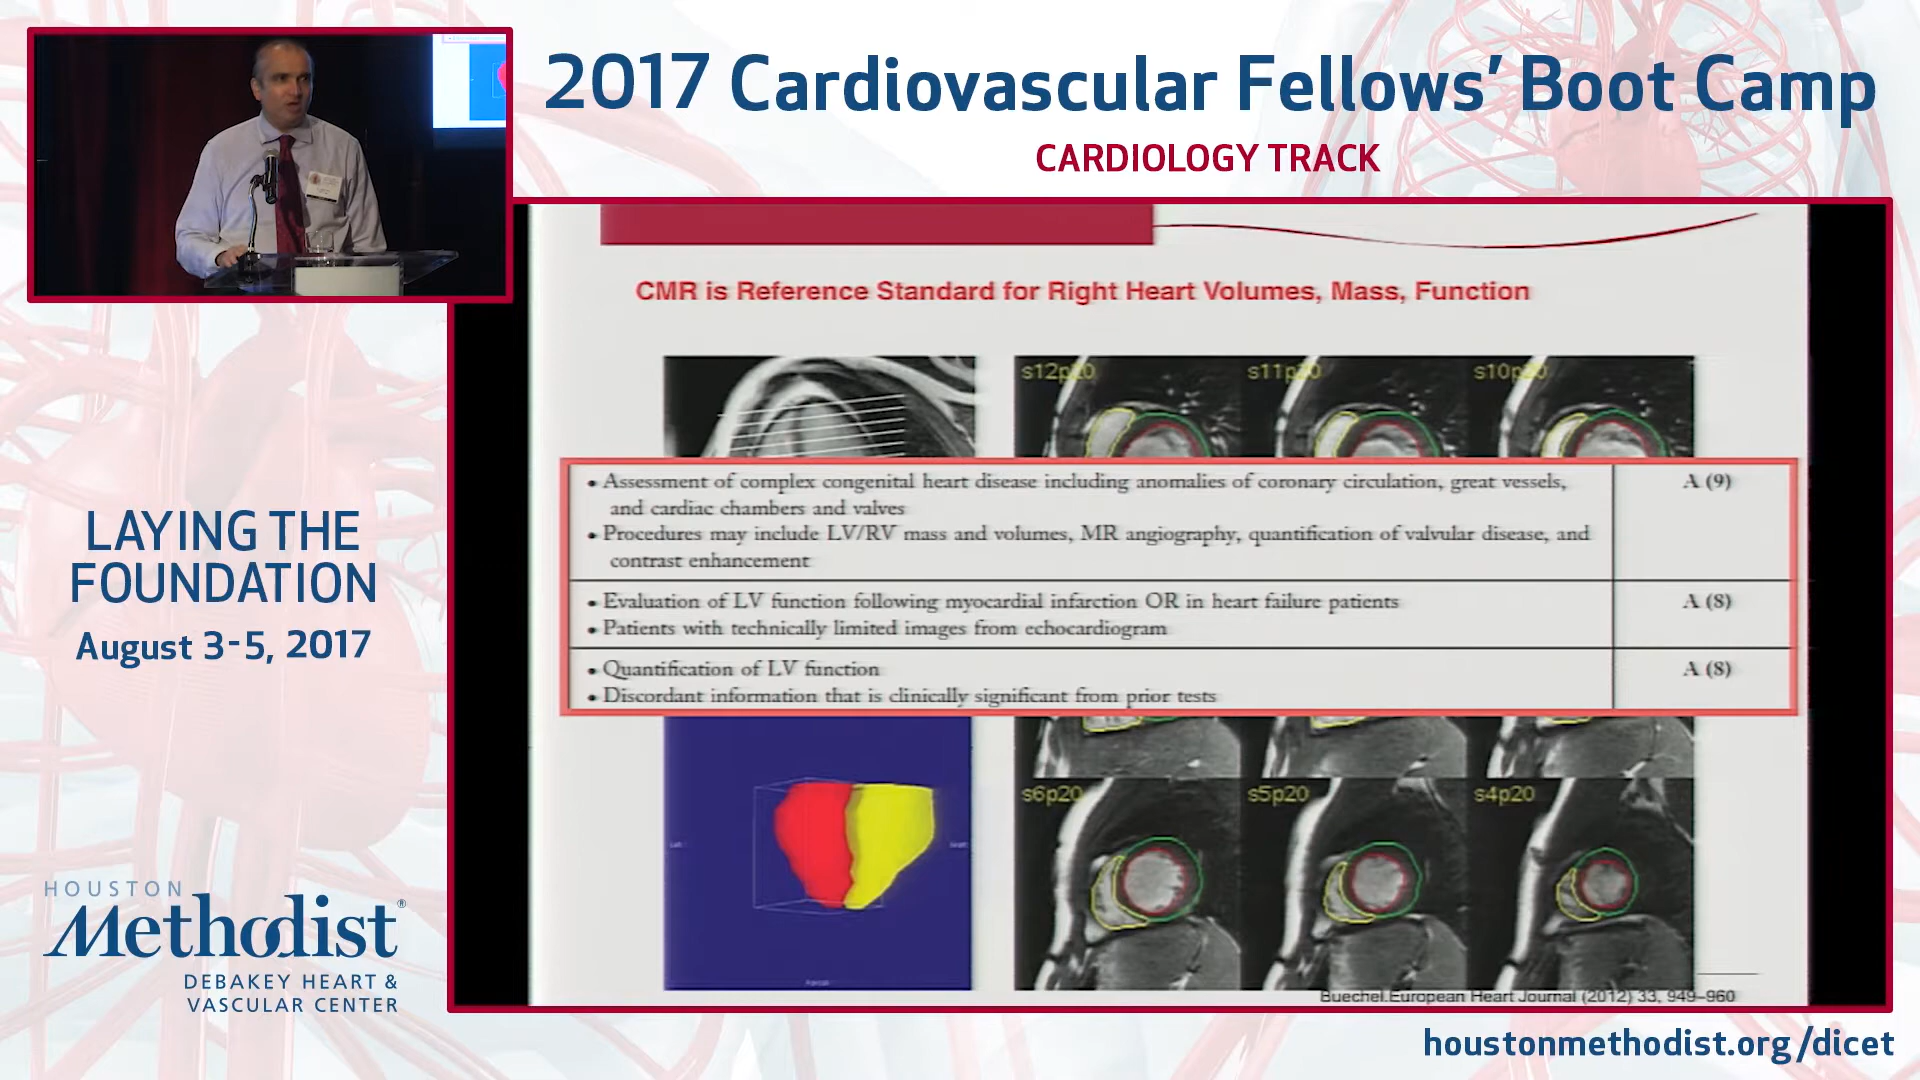 2017 Cardiovascular Fellows' Boot Camp
CARDIOLOGY TRACK
CMR is Reference Standard for Right Heart Volumes, Mass, Function
s12p20
s11p20
s10p20
• Assessment of complex congenital heart disease including anomalies of coronary circulation, great vessels,
and cardiac chambers and valves
A (9)
• Procedures may include LV/RV mass and volumes, MR angiography, quantification of valvular disease, and
contrast enhancement
• Evaluation of LV function following myocardial infarction OR in heart failure patients
A (8)
• Patients with technically limited images from echocardiogram
• Quantification of LV function
A (8)
• Discordant information that is clinically significant from prior tests
s6p20
s5p20
s4p20
Buechel.European Heart Journal (2012) 33, 949–960
LAYING THE
FOUNDATION
August 3-5, 2017
HOUSTON
Methodist®
DEBAKEY HEART &
VASCULAR CENTER
houstonmethodist.org/dicet